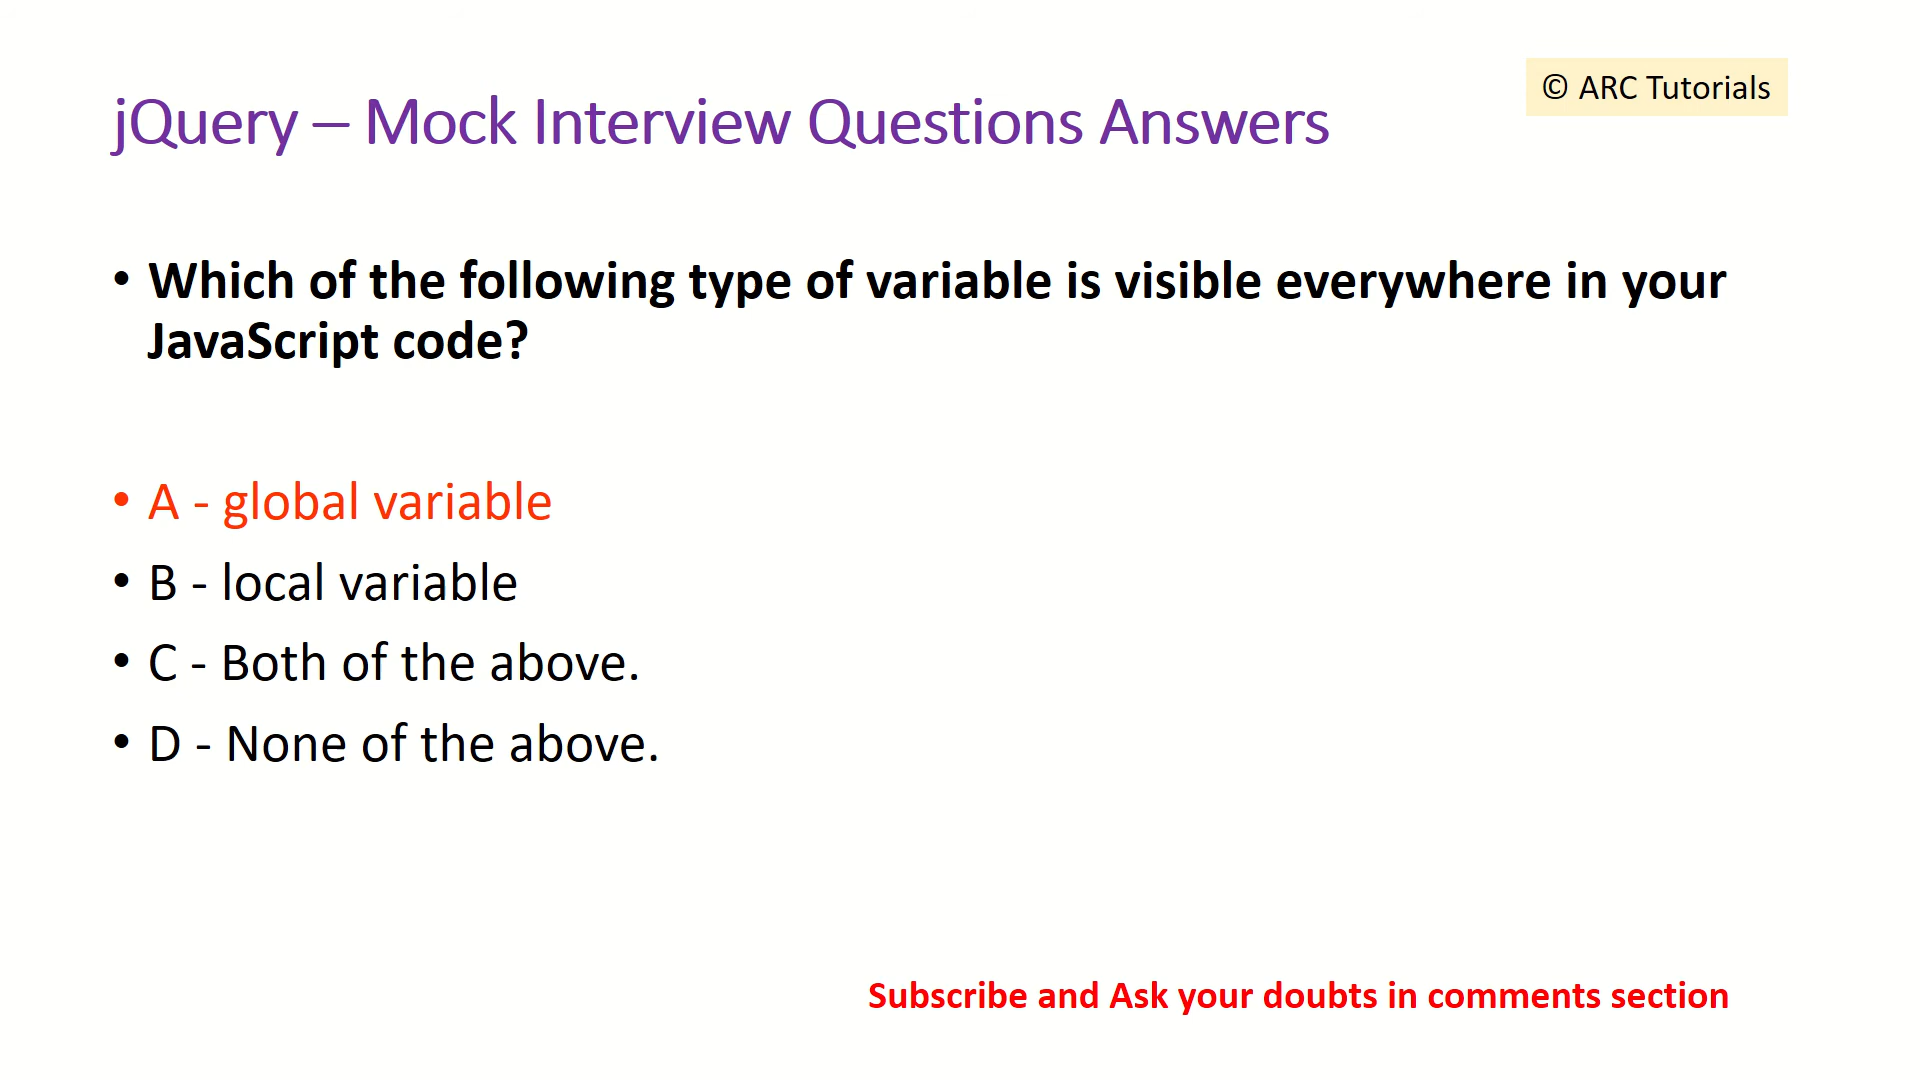 © ARC Tutorials
jQuery – Mock Interview Questions Answers
• Which of the following type of variable is visible everywhere in your
JavaScript code?
• A - global variable
• B - local variable
• C - Both of the above.
• D - None of the above.
Subscribe and Ask your doubts in comments section